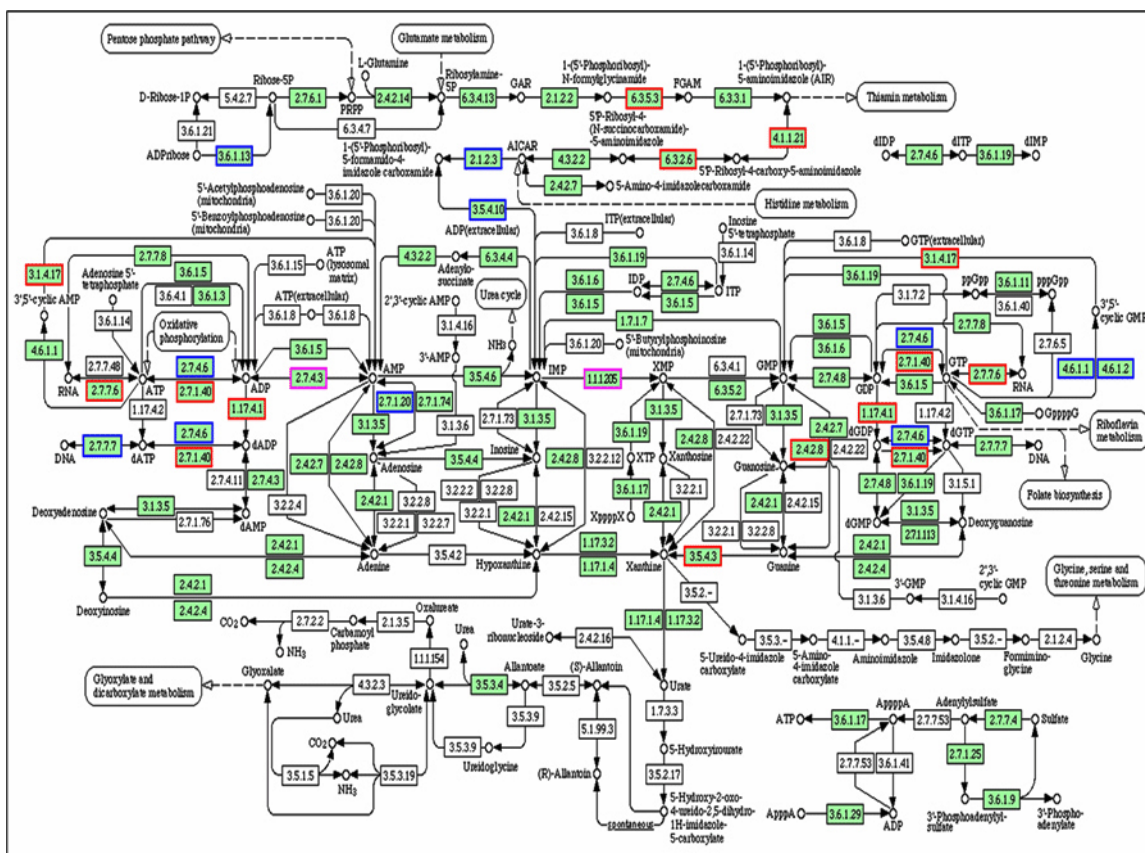 Pentose phosphate pathway
Glutamate metabolism
L-Glutamine
Ribose-5P
Ribosylamine-
5P
1-(5'-Phosphoribosyl)-
N-formylglycinamide
1-(5'-Phosphoribosyl)-
5-aminoimidazole (AIR)
D-Ribose-1P
5.4.2.7
2.7.6.1
PRPP
2.4.2.14
6.3.4.13
GAR
2.1.2.2
6.3.5.3
FGAM
6.3.3.1
Thiamin metabolism
3.6.1.21
6.3.4.7
5'P-Ribosyl-4-
(N-succinocarboxamide)-
5-aminoimidazole
4.1.1.21
ADPribose
3.6.1.13
1-(5'-Phosphoribosyl)-
5-formamido-4-
imidazole carboxamide
2.1.2.3
AICAR
4.3.2.2
6.3.2.6
5'P-Ribosyl-4-carboxy-5-aminoimidazole
dIDP
2.7.4.6
dITP
3.6.1.19
dIMP
2.4.2.7
5-Amino-4-imidazolecarboxamide
Histidine metabolism
5'-Acetylphosphoadenosine
(mitochondria)
3.6.1.20
5'-Benzoylphosphoadenosine
(mitochondria)
3.6.1.20
3.5.4.10
ADP(extracellular)
ITP(extracellular)
3.6.1.8
Inosine
5'-tetraphosphate
3.6.1.14
3.6.1.8
GTP(extracellular)
3.1.4.17
2.7.7.8
3.6.1.5
3.6.4.1
3.6.1.3
3.6.1.15
ATP
(lysosomal
matrix)
4.3.2.2
Adenylo-
succinate
6.3.4.4
3.6.1.19
3.1.4.17
3.6.1.19
3',5'-cyclic AMP
Adenosine 5'-
tetraphosphate
ATP(extracellular)
3.6.1.8
3.6.1.8
2',3'-cyclic AMP
Urea cycle
3.6.1.6
IDP
2.7.4.6
3.6.1.5
3.6.1.5
ITP
3.1.7.2
ppGpp
3.6.1.11
pppGpp
3.6.1.40
3',5'-
cyclic GMP
3.6.1.14
Oxidative
phosphorylation
3.1.4.16
3'-AMP
NH3
1.7.1.7
3.6.1.20
5'-Butyrylphosphoinosine
(mitochondria)
3.6.1.5
3.6.1.6
2.7.4.6
2.7.7.8
2.7.6.5
4.6.1.1
2.7.7.48
2.7.7.6
RNA
ATP
2.7.4.6
2.7.1.40
ADP
3.6.1.5
2.7.4.3
AMP
3.5.4.6
IMP
1.1.1.205
XMP
6.3.4.1
6.3.5.2
GMP
2.7.4.8
GDP
2.7.1.40
3.6.1.5
GTP
2.7.7.6
RNA
4.6.1.1
4.6.1.2
1.17.4.2
1.17.4.1
2.7.1.20
2.7.1.74
3.1.3.5
3.1.3.6
2.7.1.73
3.1.3.5
3.1.3.5
3.6.1.19
2.4.2.8
2.4.2.22
2.7.1.73
3.1.3.5
2.4.2.7
2.4.2.8
2.4.2.22
1.17.4.1
1.17.4.2
3.6.1.17
GppppG
Riboflavin
metabolism
DNA
2.7.7.7
dATP
2.7.4.6
2.7.1.40
dADP
2.4.2.7
2.4.2.8
Adenosine
3.5.4.4
Inosine
2.4.2.8
3.2.2.12
XTP
Xanthosine
Guanosine
dGDP
2.7.4.6
2.7.1.40
dGTP
2.7.7.7
DNA
2.7.4.11
2.7.4.3
3.2.2.4
2.4.2.1
3.2.2.8
3.2.2.1
3.2.2.7
3.2.2.2
3.2.2.8
3.2.2.1
2.4.2.1
2.4.2.15
3.6.1.17
XppppX
3.2.2.1
2.4.2.1
2.4.2.1
2.4.2.15
3.2.2.1
3.2.2.8
2.7.4.8
3.6.1.19
3.1.5.1
Folate biosynthesis
Deoxyadenosine
3.1.3.5
2.7.1.76
dAMP
dGMP
3.1.3.5
2.7.1.113
Deoxyguanosine
3.5.4.4
2.4.2.1
2.4.2.4
Adenine
3.5.4.2
Hypoxanthine
1.17.3.2
1.17.1.4
Xanthine
3.5.4.3
Guanine
2.4.2.1
2.4.2.4
Deoxyinosine
2.4.2.1
2.4.2.4
3.5.2.-
3'-GMP
2',3'-
cyclic GMP
3.1.3.6
3.1.4.16
Glycine, serine and
threonine metabolism
CO2
2.7.2.2
Carbamoyl
phosphate
2.1.3.5
Oxalureate
NH3
Urea
Urate-3-
ribonucleoside
2.4.2.16
1.17.1.4
1.17.3.2
3.5.3.-
5-Ureido-4-imidazole
carboxylate
4.1.1.-
5-Amino-
4-imidazole
carboxylate
3.5.4.8
Aminoimidazole
3.5.2.-
Imidazolone
2.1.2.4
Formimino-
glycine
Glycine
1.1.1.154
Glyoxylate and
dicarboxylate metabolism
Glyoxalate
4.3.2.3
Ureido-
glycolate
3.5.3.4
Allantoate
3.5.2.5
(S)-Allantoin
Urate
Urea
3.5.3.9
3.5.3.9
Ureidoglycine
5.1.99.3
(R)-Allantoin
1.7.3.3
5-Hydroxyisourate
3.5.2.17
5-Hydroxy-2-oxo-
4-ureido-2,5-dihydro-
1H-imidazole-
5-carboxylate
spontaneous
CO2
3.5.1.5
NH3
3.5.3.19
ATP
3.6.1.17
AppppA
2.7.7.53
Adenylylsulfate
2.7.7.4
Sulfate
2.7.7.53
3.6.1.41
2.7.1.25
ApppA
3.6.1.29
ADP
3'-Phosphoadenylyl-
sulfate
3.6.1.9
3'-Phospho-
adenylate